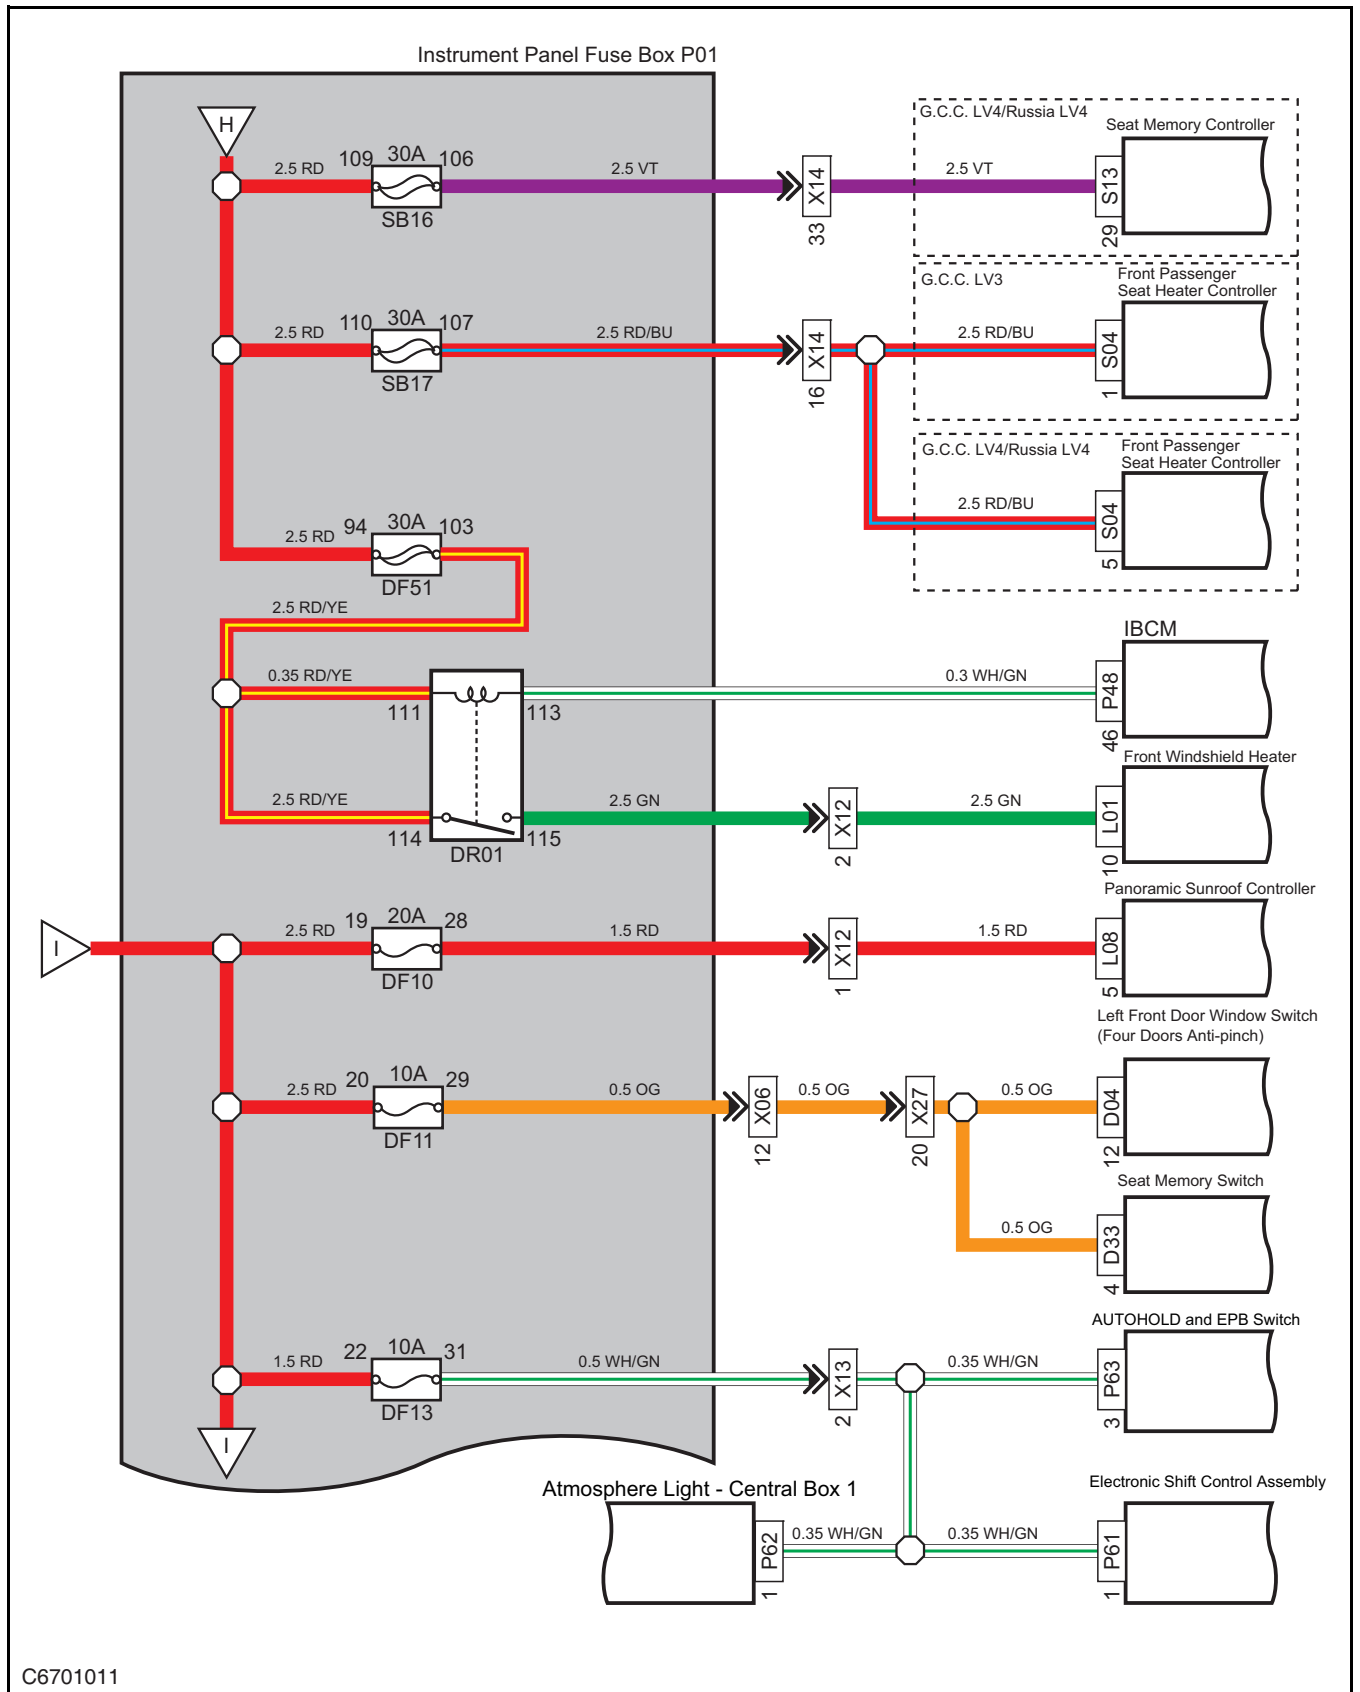 Instrument Panel Fuse Box P01
H
2.5 RD
109
30A
106
SB16
2.5 VT
X14
33
G.C.C. LV4/Russia LV4
2.5 VT
Seat Memory Controller
S13
29
2.5 RD
110
30A
107
SB17
2.5 RD/BU
X14
16
G.C.C. LV3
2.5 RD/BU
Front Passenger
Seat Heater Controller
S04
1
G.C.C. LV4/Russia LV4
2.5 RD/BU
Front Passenger
Seat Heater Controller
S04
5
2.5 RD
94
30A
103
DF51
2.5 RD/YE
0.35 RD/YE
111
113
0.3 WH/GN
IBCM
P48
46
2.5 RD/YE
114
115
DR01
2.5 GN
X12
2
2.5 GN
Front Windshield Heater
L01
10
I
2.5 RD
19
20A
28
DF10
1.5 RD
X12
1
1.5 RD
Panoramic Sunroof Controller
L08
5
2.5 RD
20
10A
29
DF11
0.5 OG
X06
12
0.5 OG
X27
20
0.5 OG
Left Front Door Window Switch
(Four Doors Anti-pinch)
D04
12
0.5 OG
Seat Memory Switch
D33
4
1.5 RD
22
10A
31
DF13
0.5 WH/GN
X13
2
0.35 WH/GN
AUTOHOLD and EPB Switch
P63
3
I
Atmosphere Light - Central Box 1
P62
1
0.35 WH/GN
0.35 WH/GN
Electronic Shift Control Assembly
P61
1
C6701011